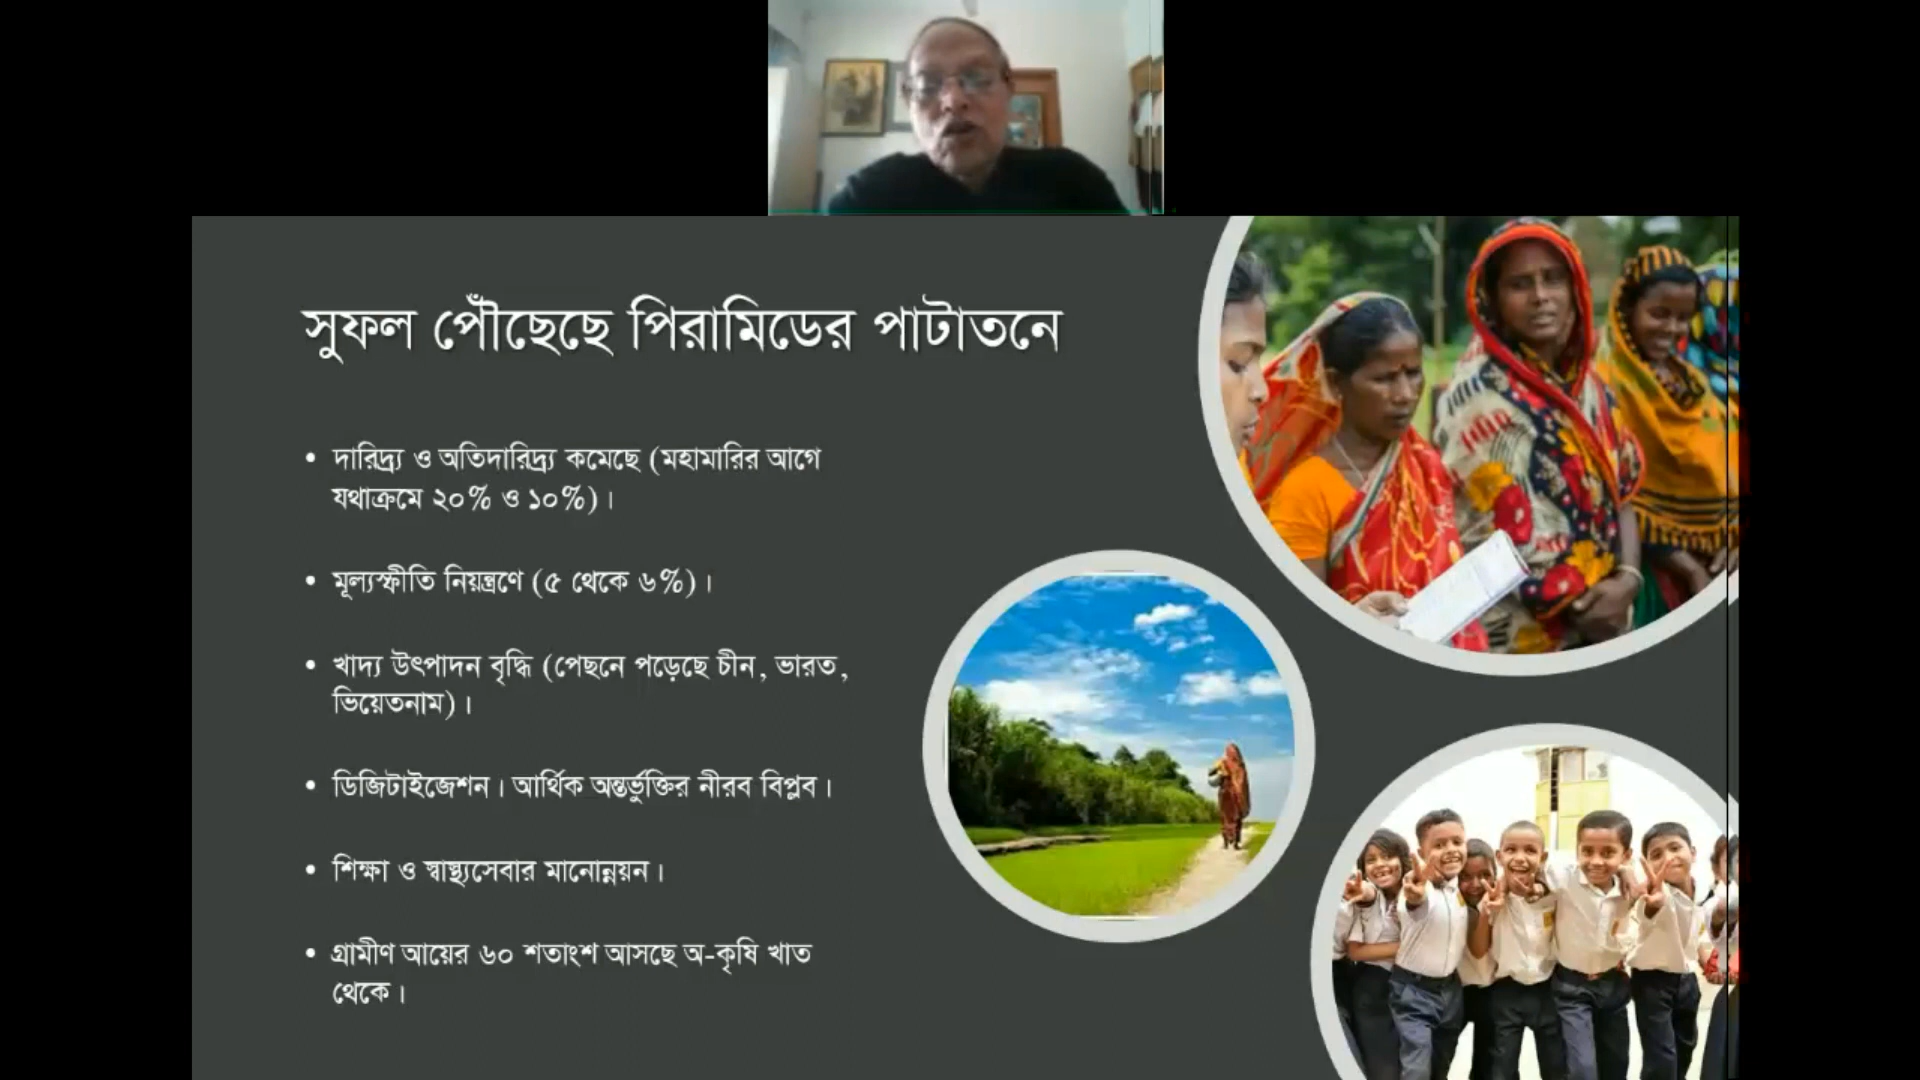 সুফল পৌঁছেছে পিরামিডের পাটাতনে
• দারিদ্র্য ও অতিদারিদ্র্য কমেছে (মহামারির আগে
যথাক্রমে ২০% ও ১০%)।
• মূল্যস্ফীতি নিয়ন্ত্রণে (৫ থেকে ৬%)।
• খাদ্য উৎপাদন বৃদ্ধি (পেছনে পড়েছে চীন, ভারত,
ভিয়েতনাম)।
• ডিজিটাইজেশন। আর্থিক অন্তর্ভুক্তির নীরব বিপ্লব।
• শিক্ষা ও স্বাস্থ্যসেবার মানোন্নয়ন।
• গ্রামীণ আয়ের ৬০ শতাংশ আসছে অ-কৃষি খাত
থেকে।